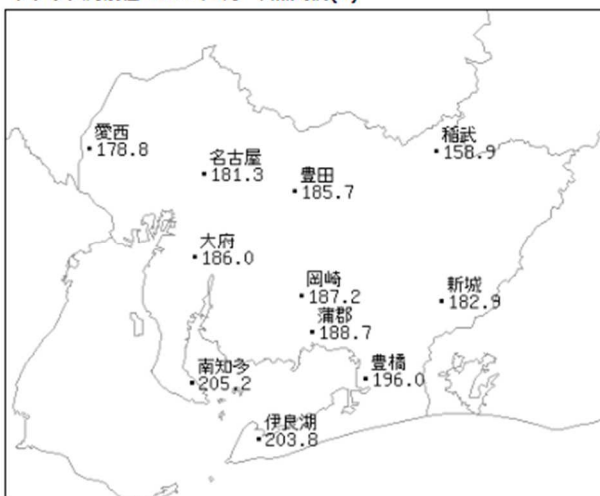 愛西
178.8
稲武
158.9
名古屋
181.3
豊田
185.7
大府
186.0
岡崎
187.2
新城
182.9
蒲郡
188.7
南知多
205.2
豊橋
196.0
伊良湖
203.8